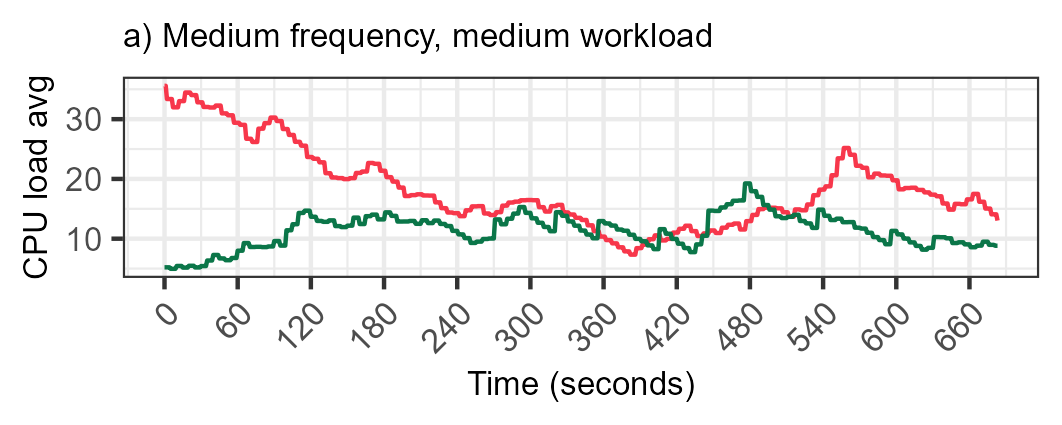 a) Medium frequency, medium workload
CPU load avg
30
20
10
0 60 120 180 240 300 360 420 480 540 600 660
Time (seconds)